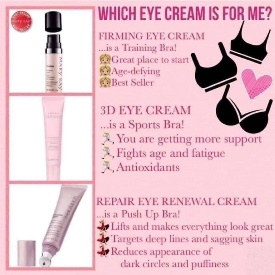 WHICH EYE CREAM IS FOR ME?
FIRMING EYE CREAM
...is a Training Bra!
Great place to start
Age-defying
Best Seller
3D EYE CREAM
...is a Sports Bra!
You are getting more support
Fights age and fatigue
Antioxidants
REPAIR EYE RENEWAL CREAM
...is a Push Up Bra!
Lifts and makes everything look great
Targets deep lines and sagging skin
Reduces appearance of
dark circles and puffiness